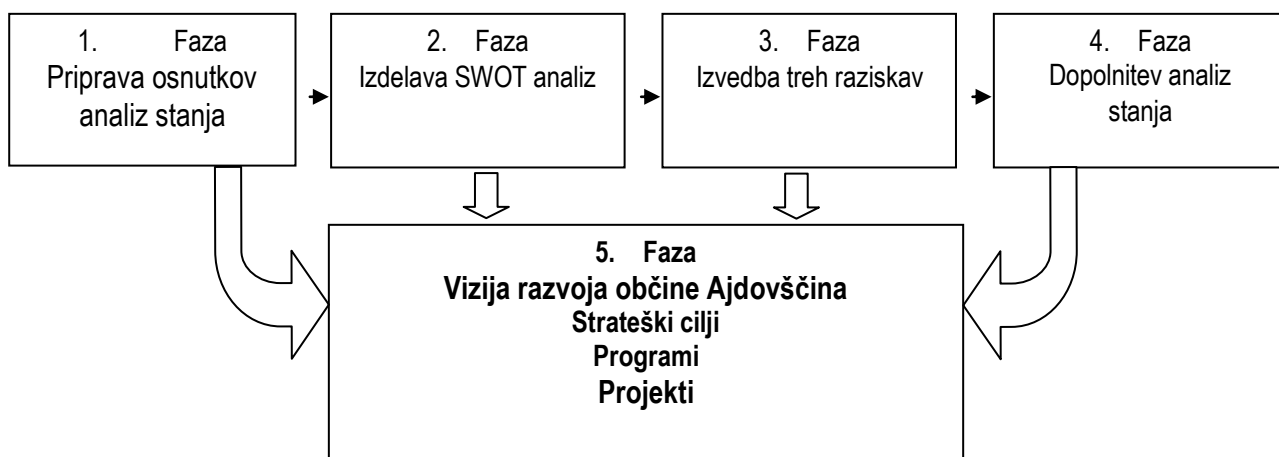 1. Faza
Priprava osnutkov
analiz stanja
2. Faza
Izdelava SWOT analiz
3. Faza
Izvedba treh raziskav
4. Faza
Dopolnitev analiz
stanja
5. Faza
Vizija razvoja občine Ajdovščina
Strateški cilji
Programi
Projekti